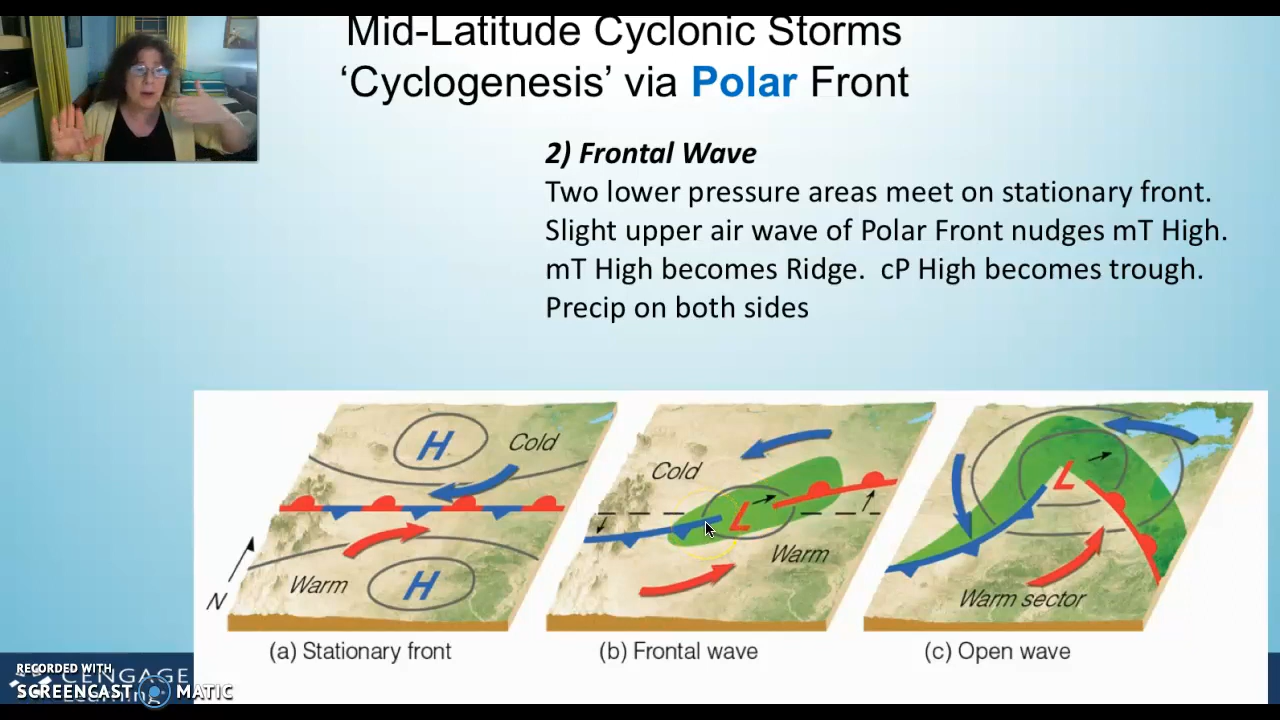 Mid-Latitude Cyclonic Storms
‘Cyclogenesis’ via Polar Front
2) Frontal Wave
Two lower pressure areas meet on stationary front.
Slight upper air wave of Polar Front nudges mT High.
mT High becomes Ridge.  cP High becomes trough.
Precip on both sides
H
Cold
Warm
H
N
(a) Stationary front
Cold
L
Warm
(b) Frontal wave
L
Warm sector
(c) Open wave
CENGAGE
Learning
RECORDED WITH
SCREENCAST MATIC